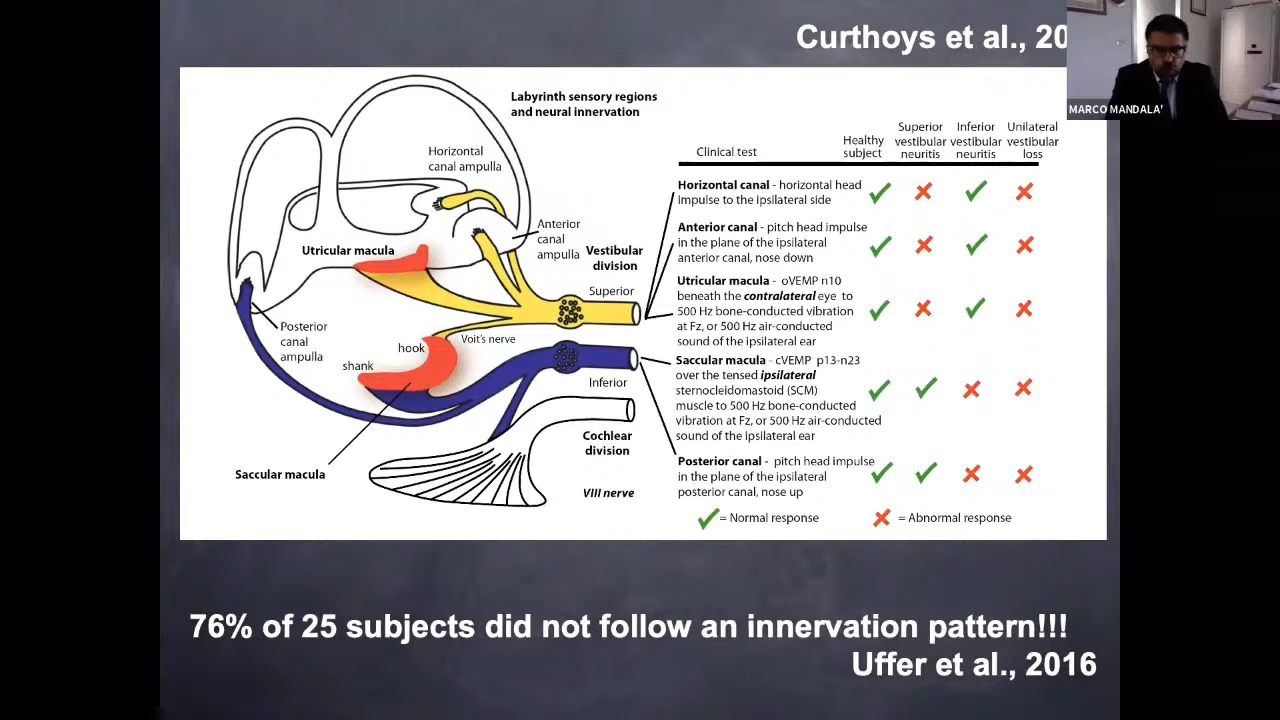 Curthoys et al., 20
MARCO MANDALA'
Labyrinth sensory regions
and neural innervation
Horizontal
canal ampulla
Anterior
canal
ampulla
Utricular macula
Vestibular
division
Superior
Posterior
canal
ampulla
hook
Voit's nerve
shank
Inferior
Cochlear
division
Saccular macula
VIII nerve
Clinical test
Healthy
subject
Superior
vestibular
neuritis
Inferior
vestibular
neuritis
Unilateral
vestibular
loss
Horizontal canal - horizontal head
impulse to the ipsilateral side
Anterior canal - pitch head impulse
in the plane of the ipsilateral
anterior canal, nose down
Utricular macula - oVEMP n10
beneath the contralateral eye to
500 Hz bone-conducted vibration
at Fz, or 500 Hz air-conducted
sound of the ipsilateral ear
Saccular macula - cVEMP p13-n23
over the tensed ipsilateral
sternocleidomastoid (SCM)
muscle to 500 Hz bone-conducted
vibration at Fz, or 500 Hz air-conducted
sound of the ipsilateral ear
Posterior canal - pitch head impulse
in the plane of the ipsilateral
posterior canal, nose up
= Normal response
= Abnormal response
76% of 25 subjects did not follow an innervation pattern!!!
Uffer et al., 2016